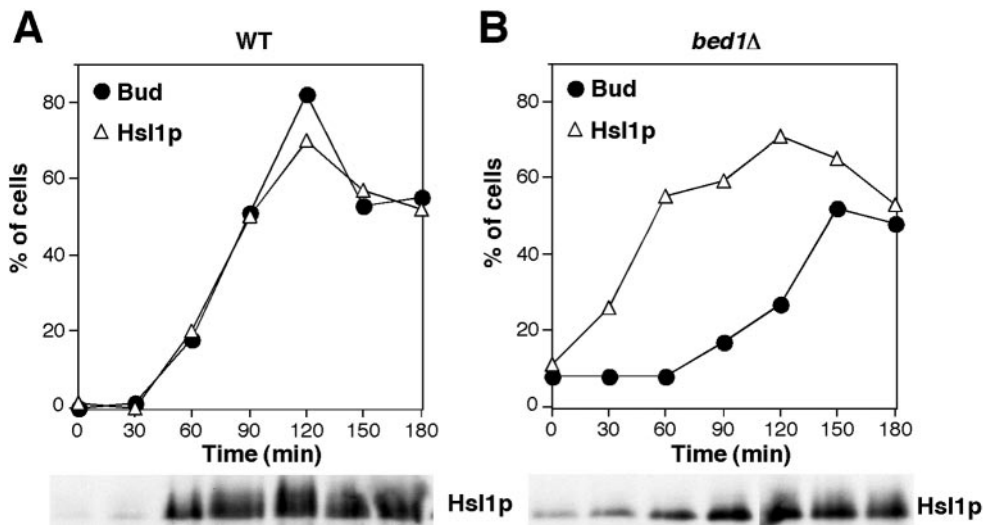 A
WT
Bud
Hsl1p
% of cells
80
60
40
20
0
0 30 60 90 120 150 180
Time (min)
Hsl1p
B
bed1Δ
Bud
Hsl1p
% of cells
80
60
40
20
0
0 30 60 90 120 150 180
Time (min)
Hsl1p